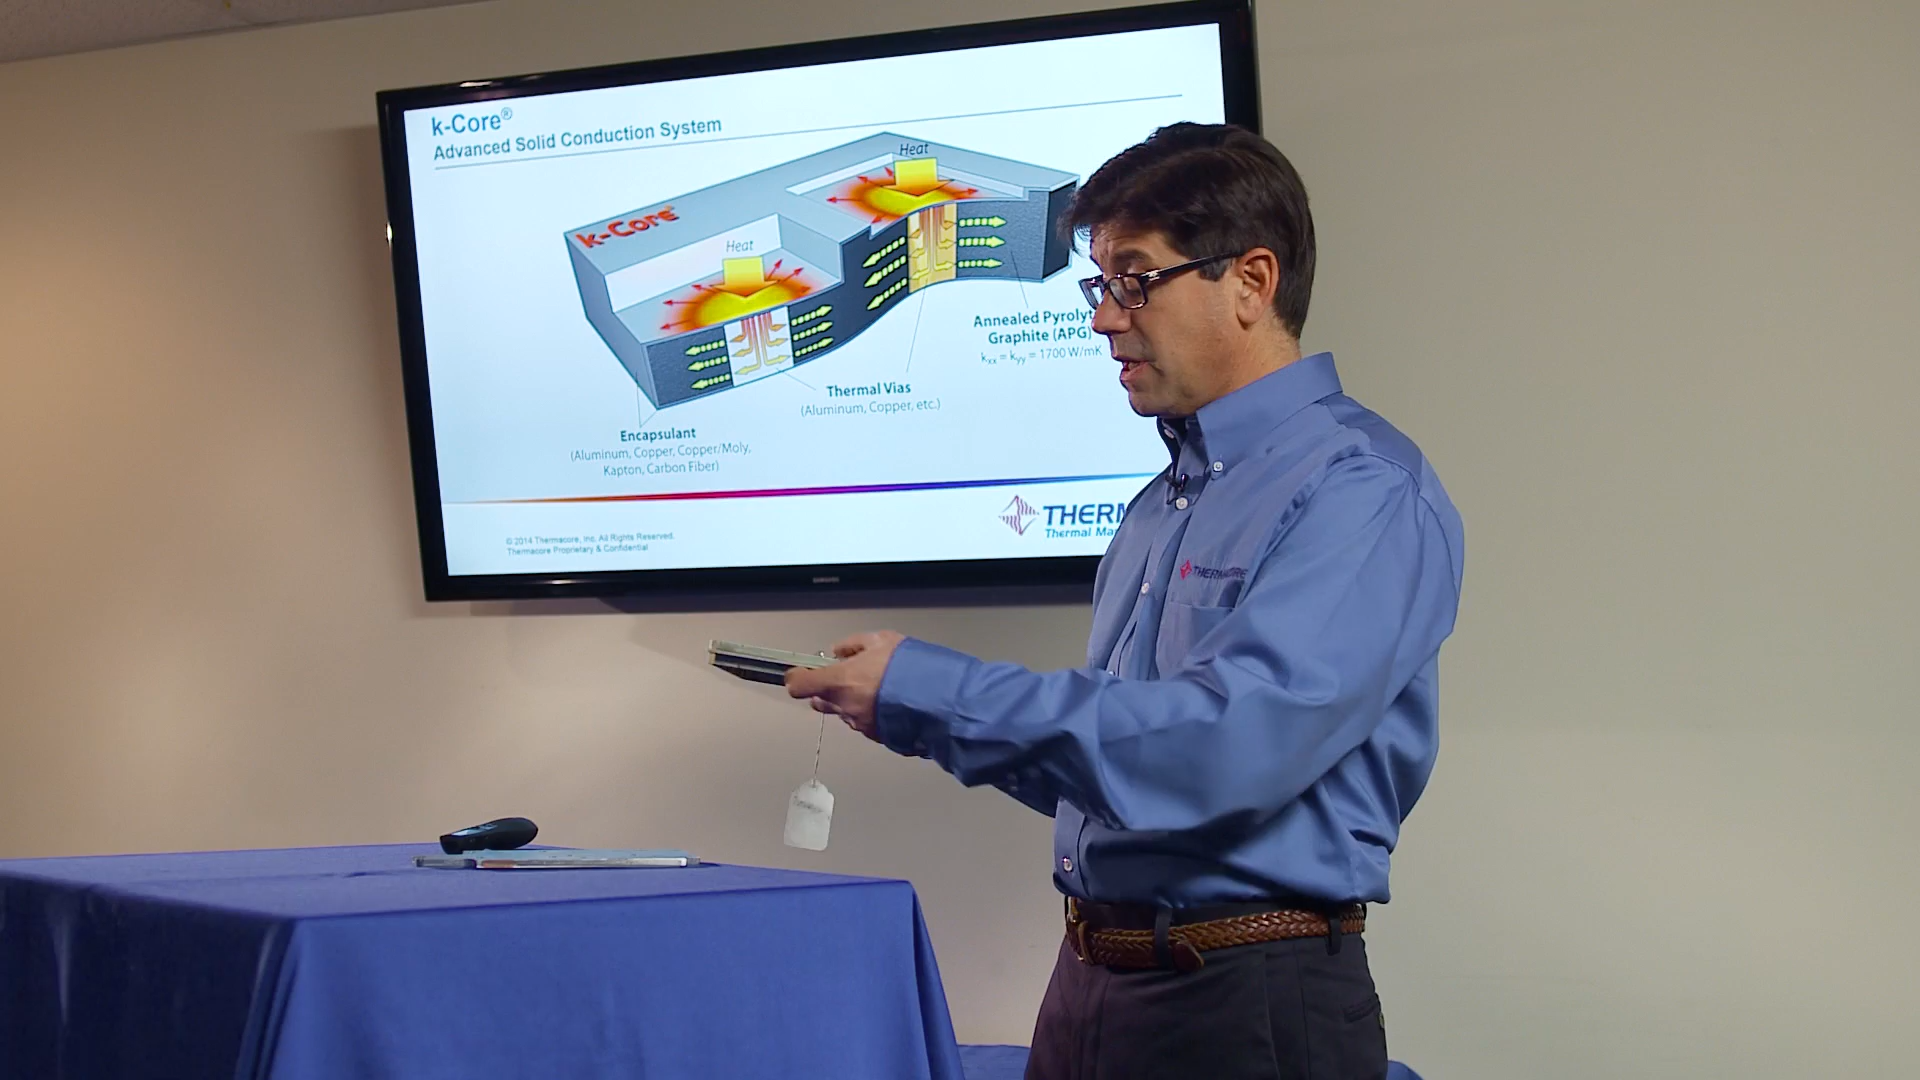 k-Core®
Advanced Solid Conduction System
Heat
k-Core
Heat
Annealed Pyrolyt
Graphite (APG)
kxx = kyy = 1700 W/mK
Thermal Vias
(Aluminum, Copper, etc.)
Encapsulant
(Aluminum, Copper, Copper/Moly,
Kapton, Carbon Fiber)
THERM
Thermal Ma
© 2014 Thermacore, Inc. All Rights Reserved.
Thermacore Proprietary & Confidential
SAMSUNG
THERMACORE